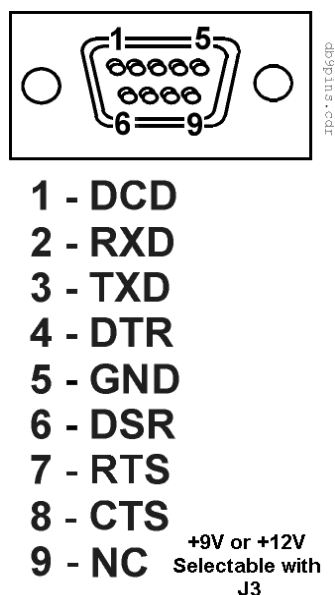 1 5
6 9
db9pins.cdr
1 - DCD
2 - RXD
3 - TXD
4 - DTR
5 - GND
6 - DSR
7 - RTS
8 - CTS
9 - NC
+9V or +12V
Selectable with
J3